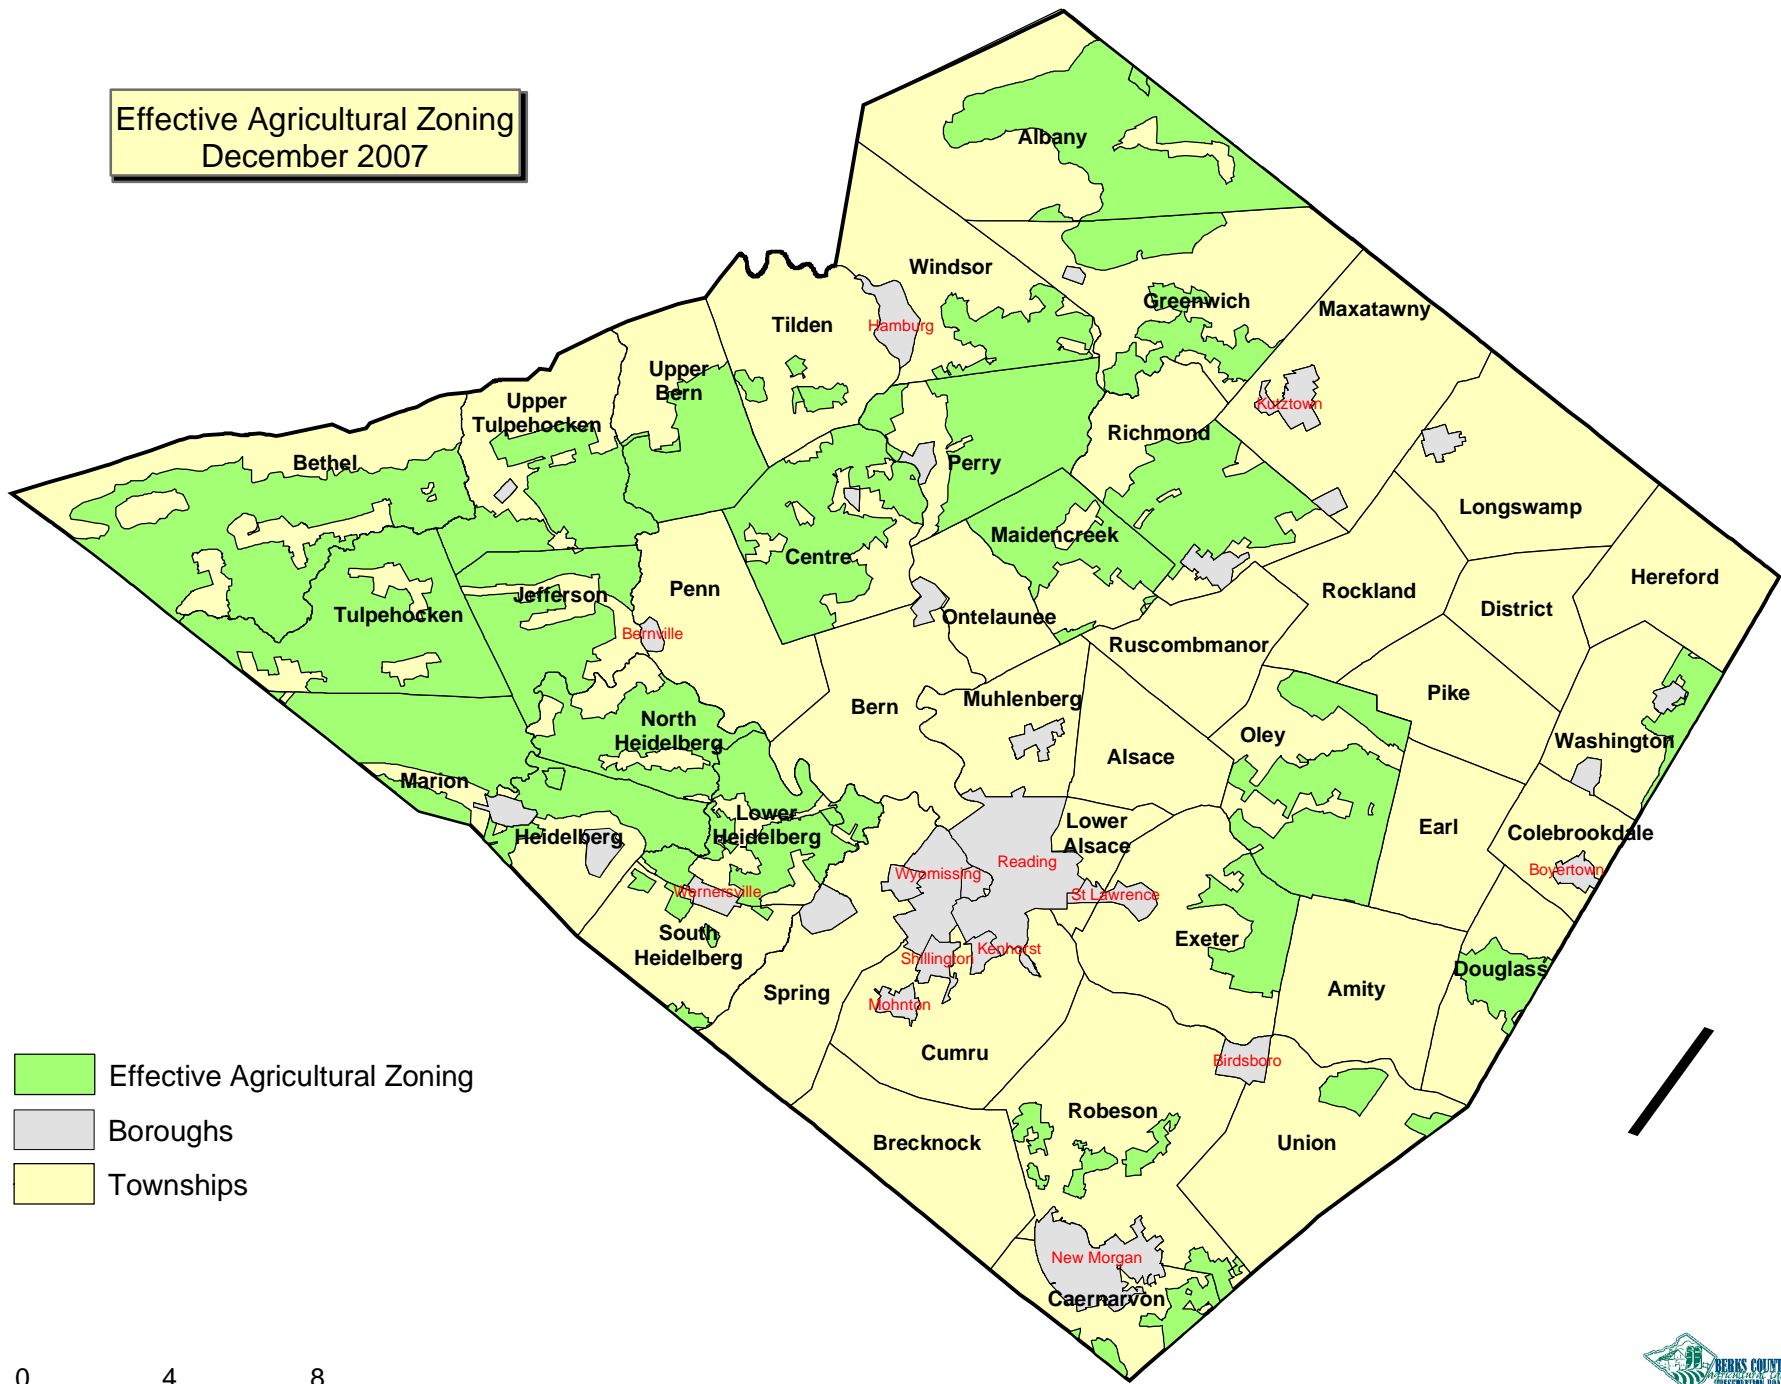 Effective Agricultural Zoning
December 2007
Albany
Windsor
Greenwich
Maxatawny
Tilden
Hamburg
Upper
Bern
Upper
Tulpehocken
Kutztown
Richmond
Bethel
Perry
Longswamp
Maidencreek
Centre
Hereford
Penn
Rockland
Jefferson
District
Tulpehocken
Ontelaunee
Bernville
Ruscombmanor
Pike
Muhlenberg
Bern
North
Heidelberg
Oley
Washington
Alsace
Marion
Lower
Heidelberg
Heidelberg
Lower
Alsace
Earl
Colebrookdale
Reading
Wyomissing
Boyertown
Wernersville
St Lawrence
South
Heidelberg
Exeter
Kenhorst
Shillington
Douglass
Spring
Amity
Mohnton
Cumru
Birdsboro
Effective Agricultural Zoning
Robeson
Boroughs
Brecknock
Union
Townships
New Morgan
Caernarvon
0 4 8
BERKS COUNT